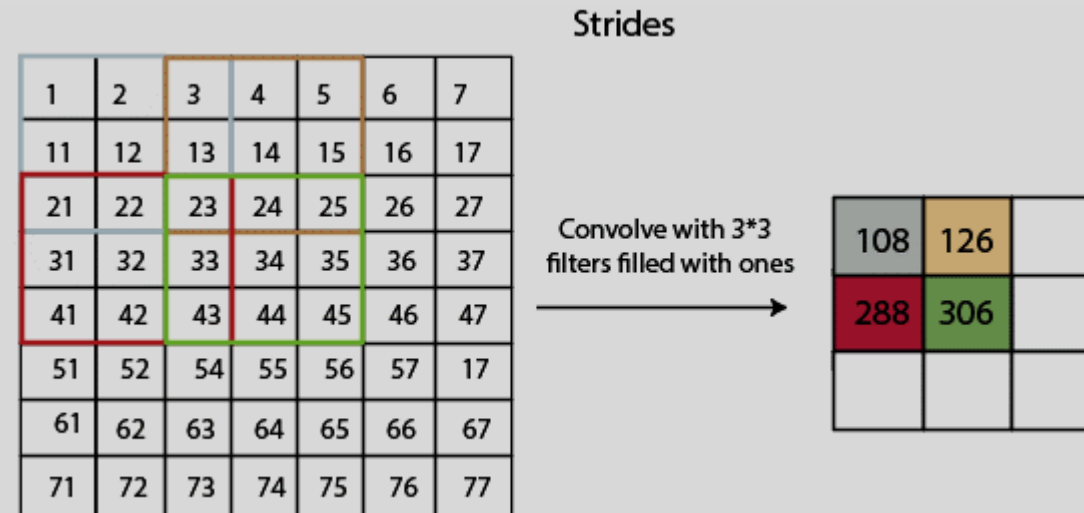 Strides
1 2 3 4 5 6 7
11 12 13 14 15 16 17
21 22 23 24 25 26 27
31 32 33 34 35 36 37
41 42 43 44 45 46 47
51 52 54 55 56 57 17
61 62 63 64 65 66 67
71 72 73 74 75 76 77
Convolve with 3*3
filters filled with ones
108 126
288 306